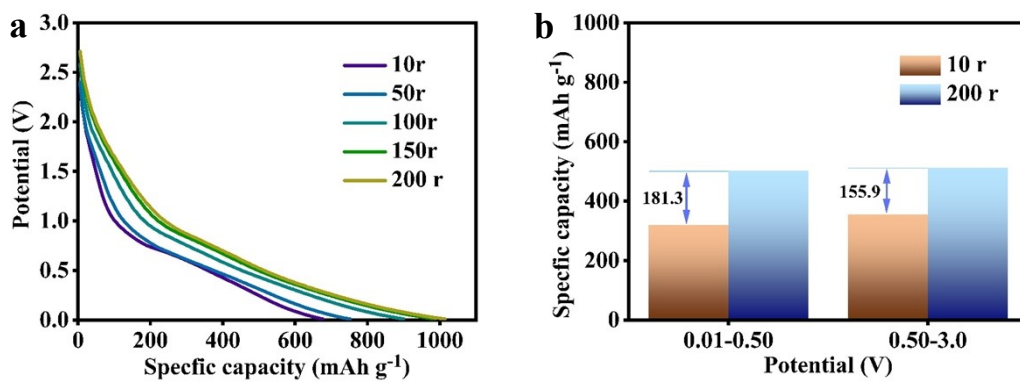 a
3.0
2.5
2.0
1.5
1.0
0.5
0.0
Potential (V)
10r
50r
100r
150r
200 r
0
200
400
600
800
1000
Specfic capacity (mAh g⁻¹)
b
1000
800
600
400
200
0
Specfic capacity (mAh g⁻¹)
10 r
200 r
181.3
155.9
0.01-0.50
0.50-3.0
Potential (V)